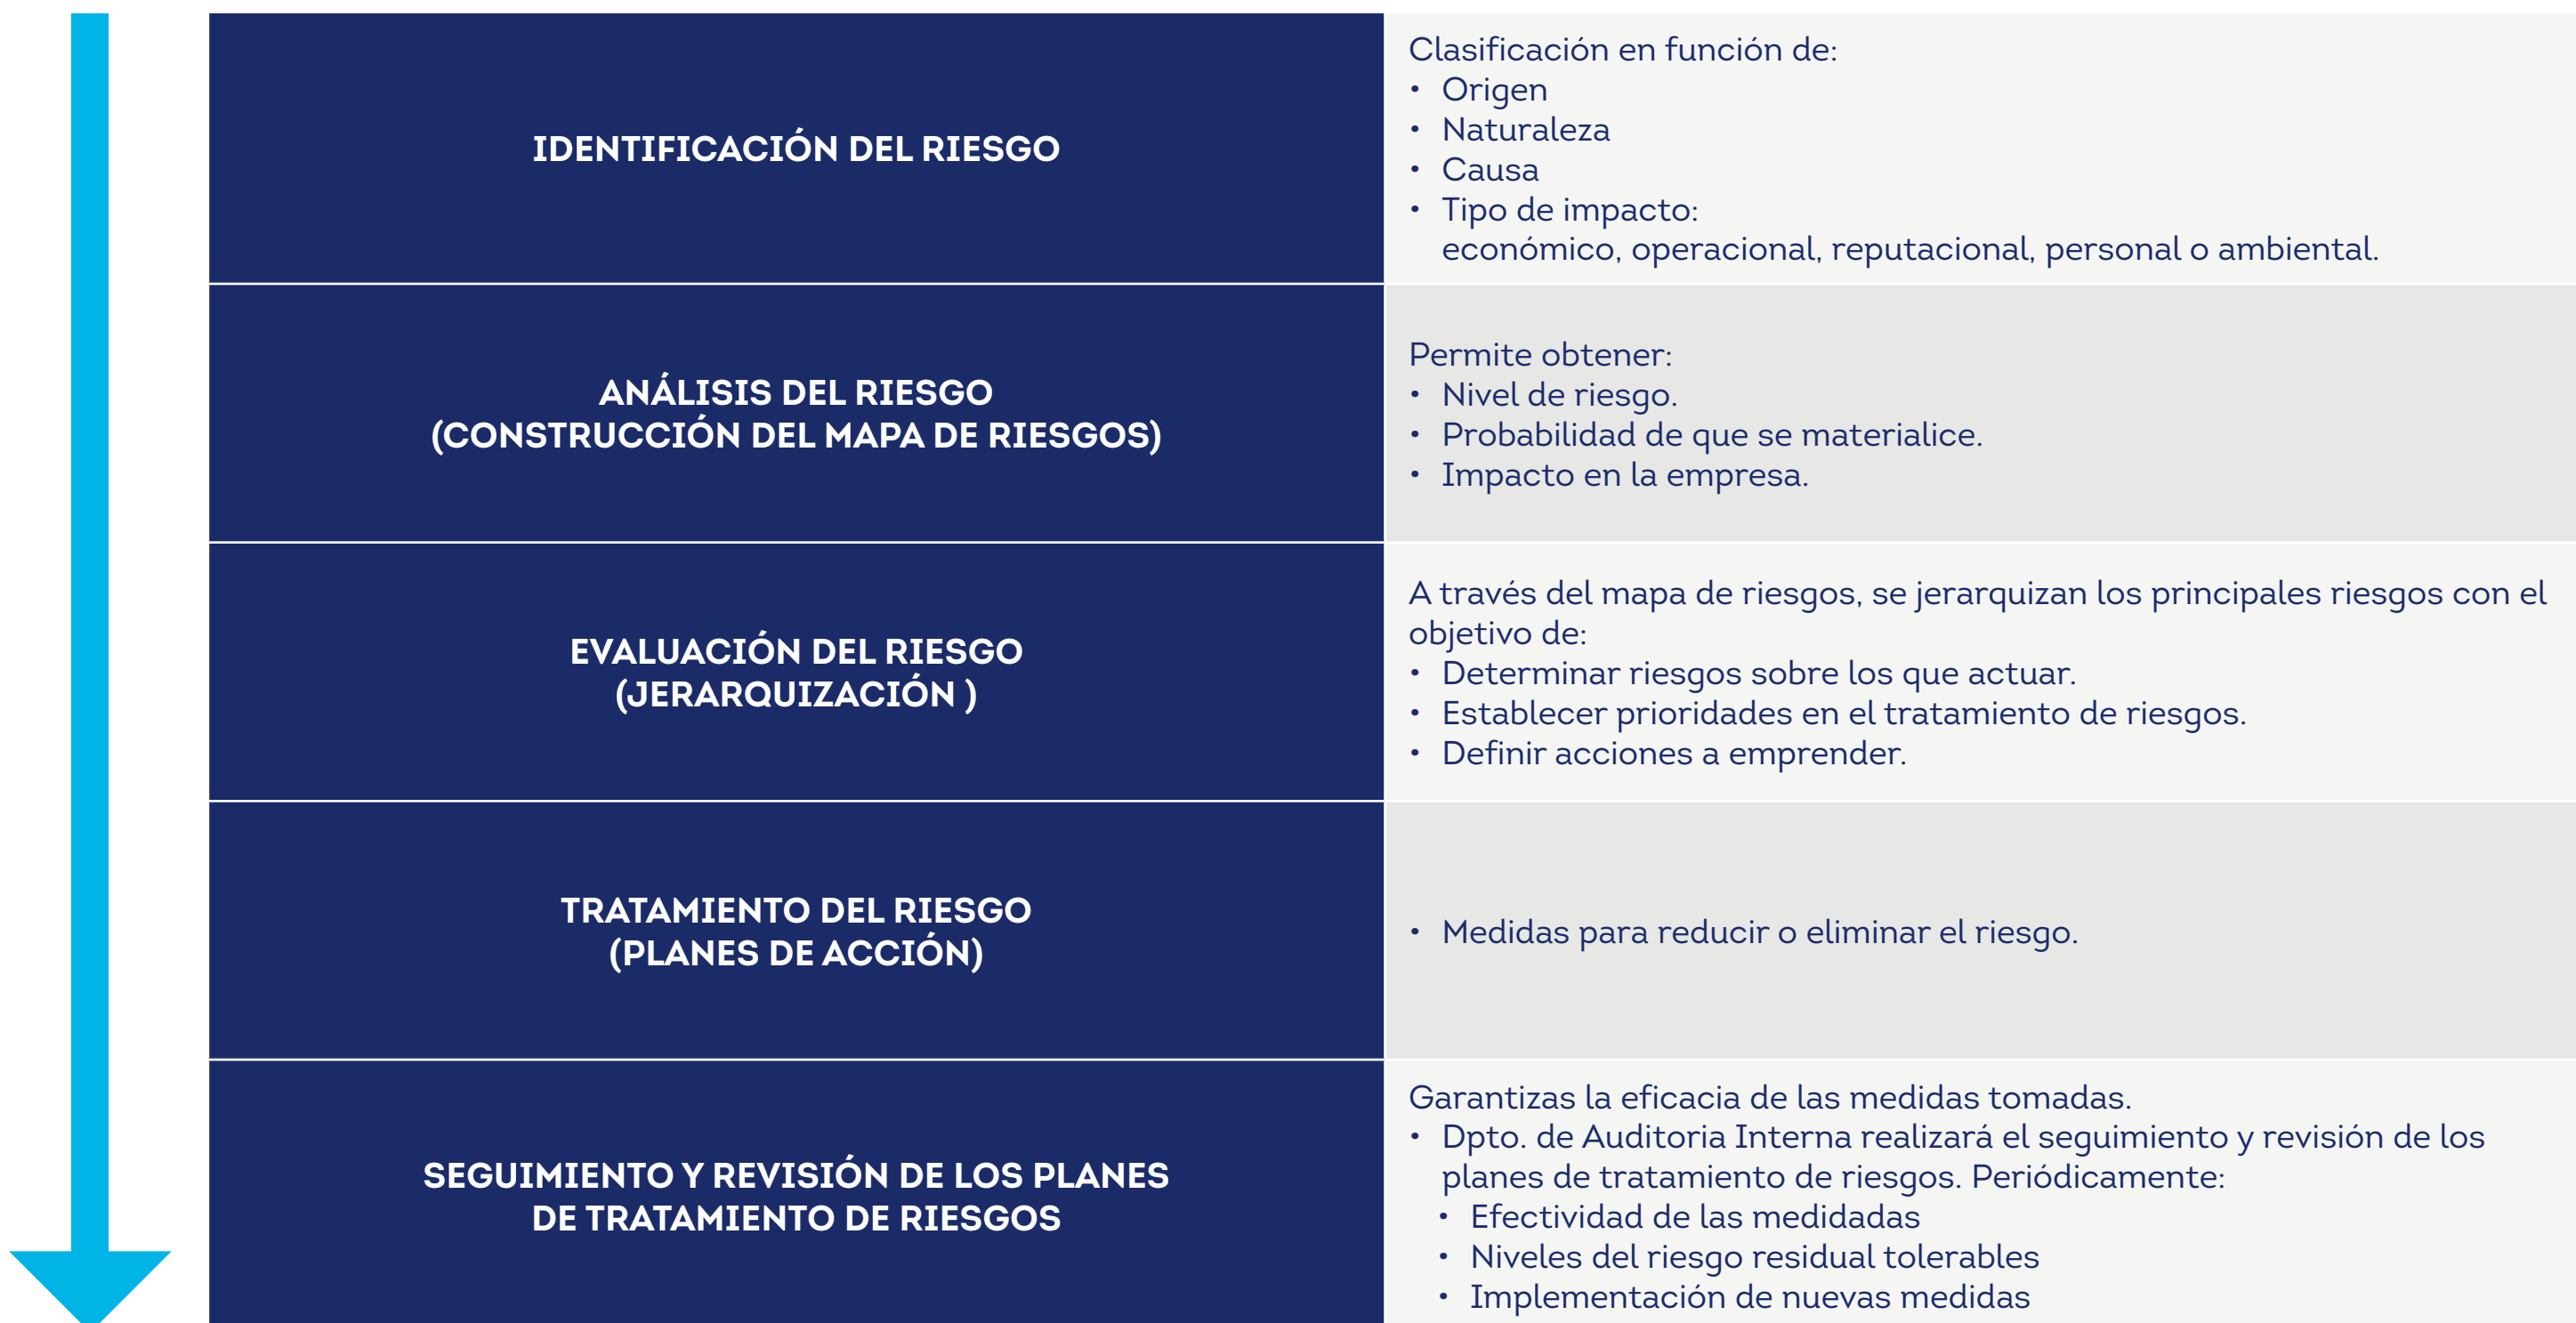 IDENTIFICACIÓN DEL RIESGO
Clasificación en función de:
• Origen
• Naturaleza
• Causa
• Tipo de impacto:
económico, operacional, reputacional, personal o ambiental.
ANÁLISIS DEL RIESGO
(CONSTRUCCIÓN DEL MAPA DE RIESGOS)
Permite obtener:
• Nivel de riesgo.
• Probabilidad de que se materialice.
• Impacto en la empresa.
EVALUACIÓN DEL RIESGO
(JERARQUIZACIÓN )
A través del mapa de riesgos, se jerarquizan los principales riesgos con el
objetivo de:
• Determinar riesgos sobre los que actuar.
• Establecer prioridades en el tratamiento de riesgos.
• Definir acciones a emprender.
TRATAMIENTO DEL RIESGO
(PLANES DE ACCIÓN)
• Medidas para reducir o eliminar el riesgo.
SEGUIMIENTO Y REVISIÓN DE LOS PLANES
DE TRATAMIENTO DE RIESGOS
Garantizas la eficacia de las medidas tomadas.
• Dpto. de Auditoria Interna realizará el seguimiento y revisión de los
planes de tratamiento de riesgos. Periódicamente:
• Efectividad de las medidadas
• Niveles del riesgo residual tolerables
• Implementación de nuevas medidas